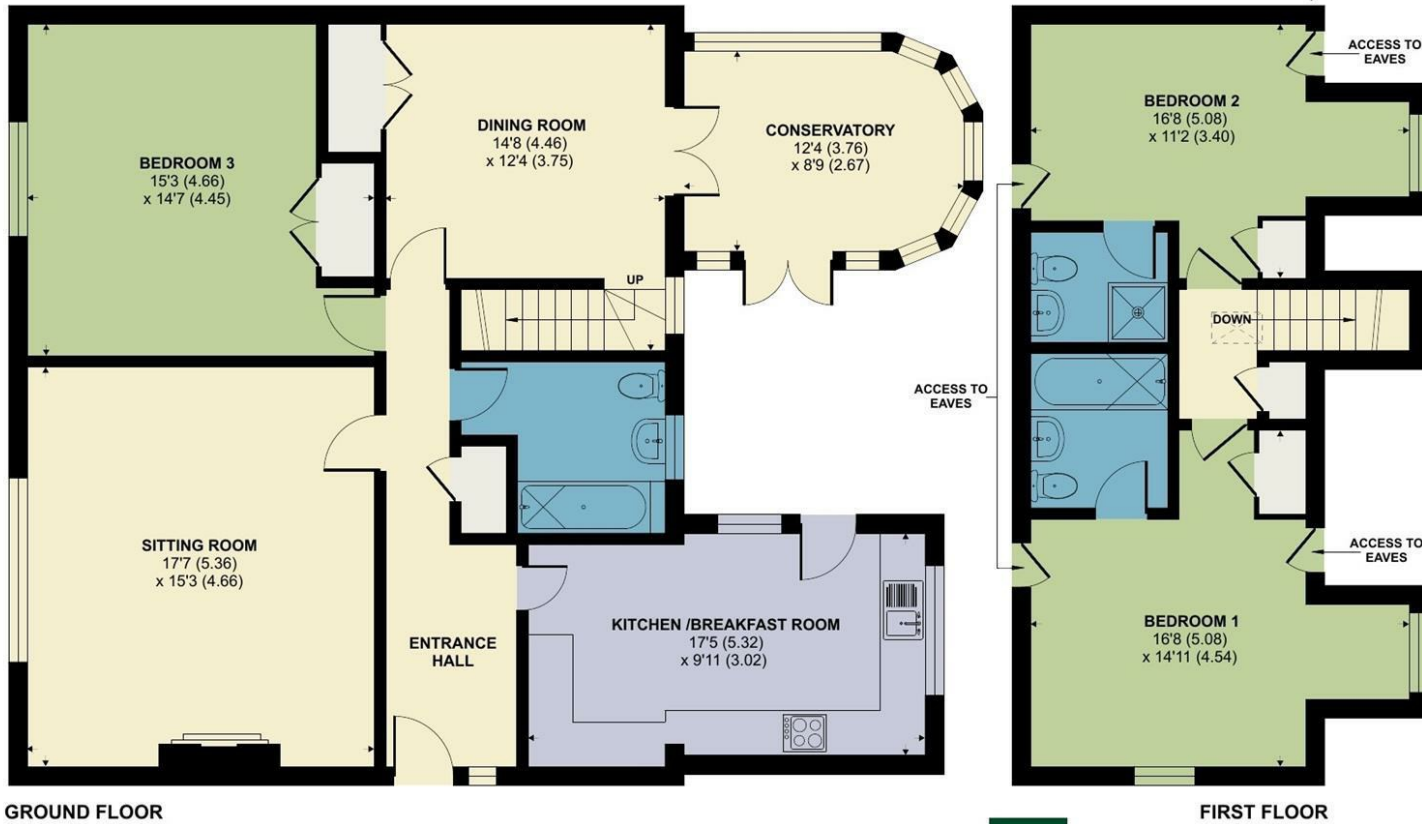 BEDROOM 3
15'3 (4.66)
x 14'7 (4.45)
DINING ROOM
14'8 (4.46)
x 12'4 (3.75)
CONSERVATORY
12'4 (3.76)
x 8'9 (2.67)
UP
SITTING ROOM
17'7 (5.36)
x 15'3 (4.66)
ENTRANCE
HALL
KITCHEN /BREAKFAST ROOM
17'5 (5.32)
x 9'11 (3.02)
GROUND FLOOR
ACCESS TO
EAVES
BEDROOM 2
16'8 (5.08)
x 11'2 (3.40)
DOWN
ACCESS TO
EAVES
ACCESS TO
EAVES
BEDROOM 1
16'8 (5.08)
x 14'11 (4.54)
FIRST FLOOR